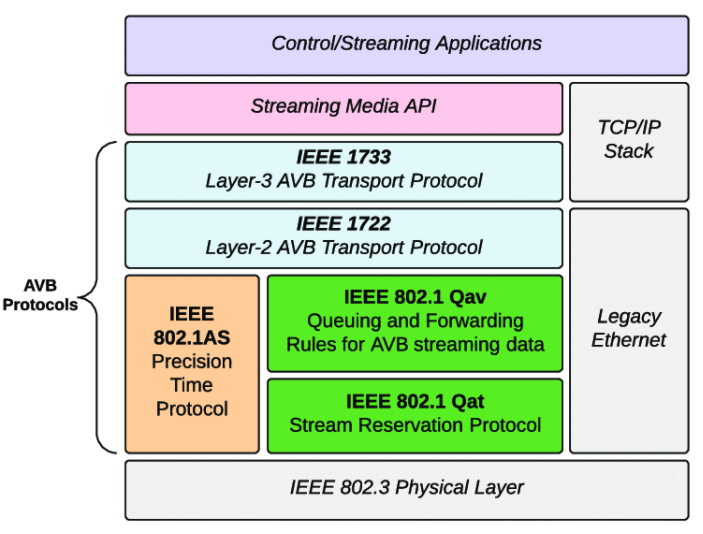 Control/Streaming Applications
Streaming Media API
TCP/IP
Stack
IEEE 1733
Layer-3 AVB Transport Protocol
IEEE 1722
Layer-2 AVB Transport Protocol
AVB
Protocols
IEEE
802.1AS
Precision
Time
Protocol
IEEE 802.1 Qav
Queuing and Forwarding
Rules for AVB streaming data
IEEE 802.1 Qat
Stream Reservation Protocol
Legacy
Ethernet
IEEE 802.3 Physical Layer